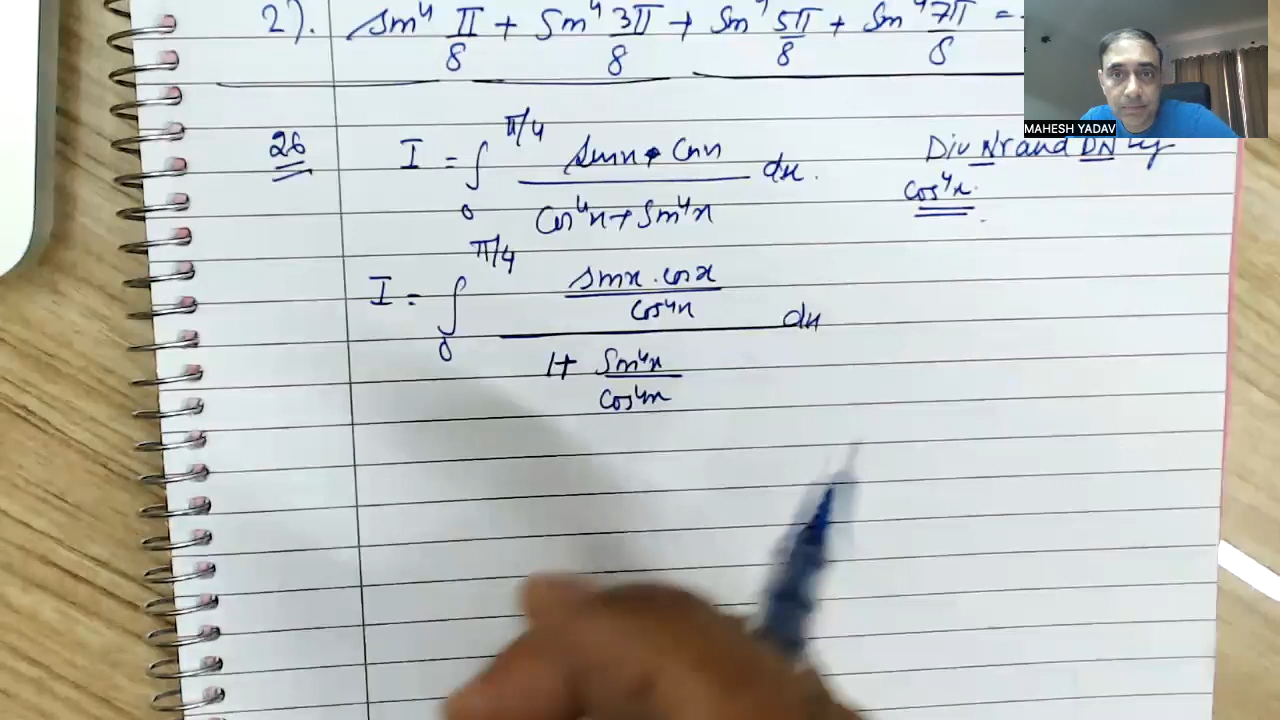 2). Sin⁴ π/8 + Sin⁴ 3π/8 + Sin⁴ 5π/8 + Sin⁴ 7π/8 =
MAHESH YADAV
26 I = ∫₀^(π/4) (Sinx · Cosx)/(Cos⁴x + Sin⁴x) dx. Div Nr and DN by
Cos⁴x.
I = ∫₀^(π/4) ((Sinx . cosx)/(cos⁴x))/(1 + (Sin⁴x)/(cos⁴x)) dx